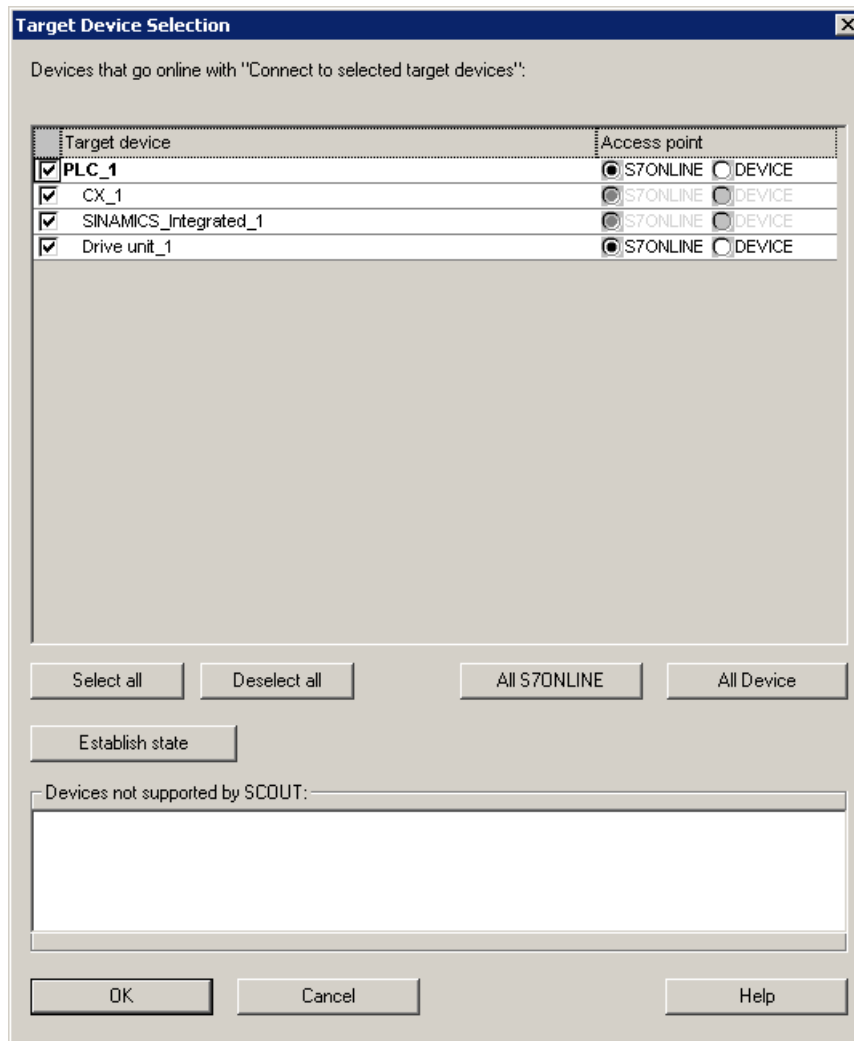 Target Device Selection
Devices that go online with "Connect to selected target devices":
Target device Access point
PLC_1 S7ONLINE DEVICE
CX_1 S7ONLINE DEVICE
SINAMICS_Integrated_1 S7ONLINE DEVICE
Drive unit_1 S7ONLINE DEVICE
Select all Deselect all All S7ONLINE All Device
Establish state
Devices not supported by SCOUT:
OK Cancel Help